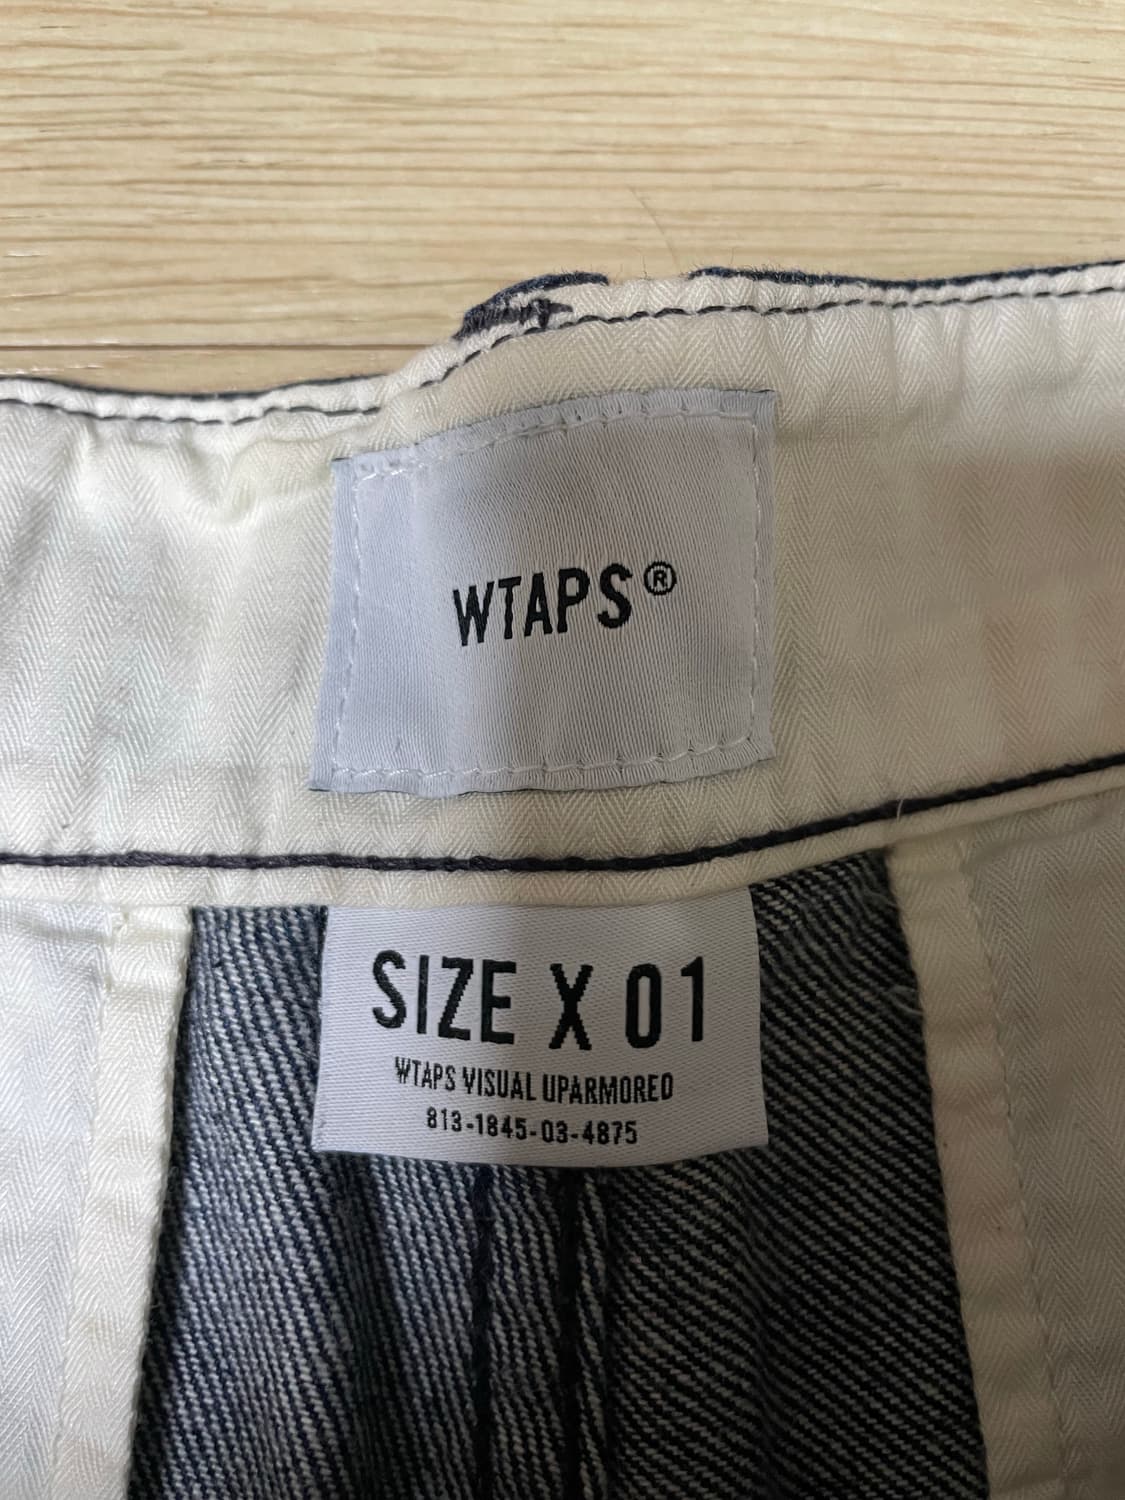 WTAPS®
SIZE X 01
WTAPS VISUAL UPARMORED
813-1845-03-4875